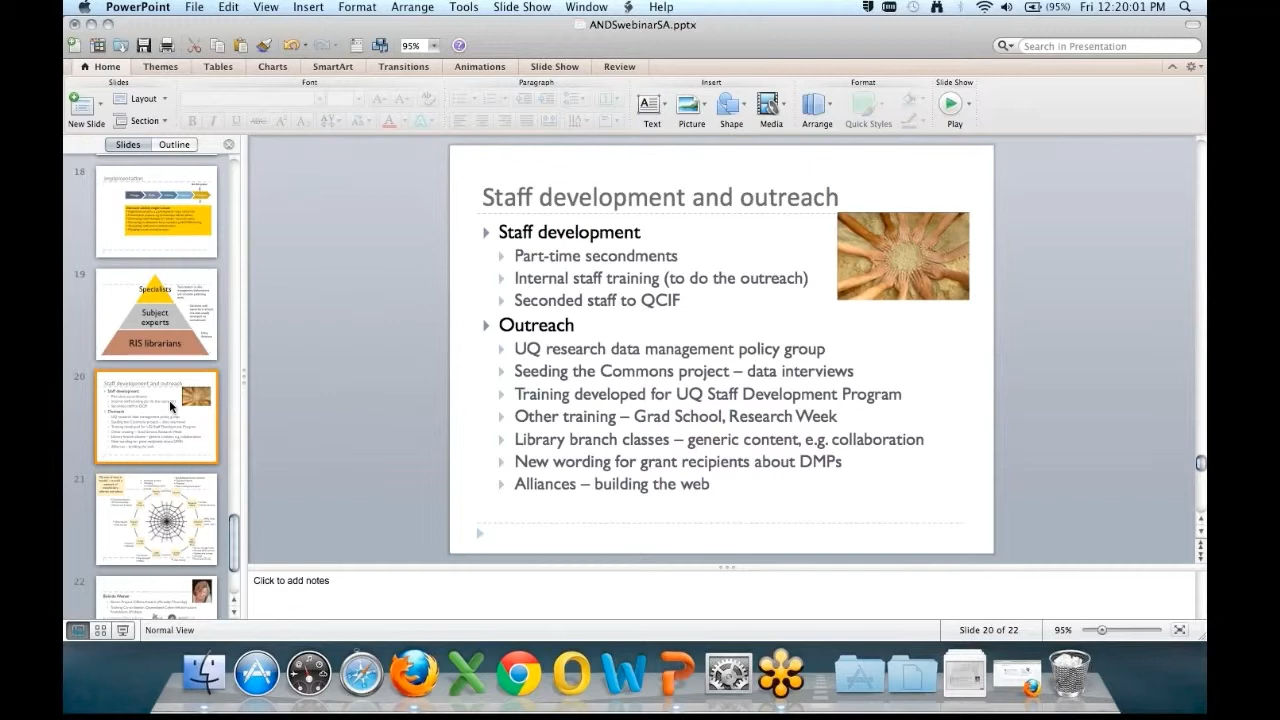 PowerPoint File Edit View Insert Format Arrange Tools Slide Show Window Help (95%) Fri 12:20:01 PM
ANDSwebinarSA.pptx
95% Search in Presentation
Home Themes Tables Charts SmartArt Transitions Animations Slide Show Review
Slides Font Paragraph Insert Format Slide Show
Layout
Section
New Slide Text Picture Shape Media Arrange Quick Styles Play
Slides Outline
18
19
Specialists
Subject
experts
RIS librarians
20
Staff development and outreach
21
22
Staff development and outreach
Staff development
Part-time secondments
Internal staff training (to do the outreach)
Seconded staff to QCIF
Outreach
UQ research data management policy group
Seeding the Commons project – data interviews
Training developed for UQ Staff Development Program
Other training – Grad School, Research Week
Library branch classes – generic content, e.g. collaboration
New wording for grant recipients about DMPs
Alliances – building the web
Click to add notes
Normal View Slide 20 of 22 95%